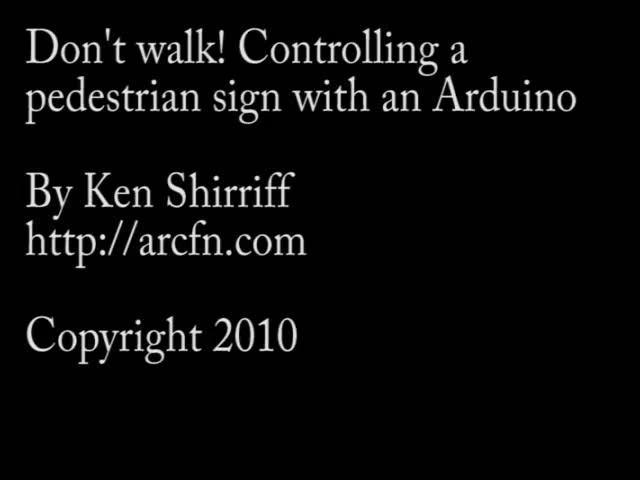 Don't walk! Controlling a
pedestrian sign with an Arduino
By Ken Shirriff
http://arcfn.com
Copyright 2010